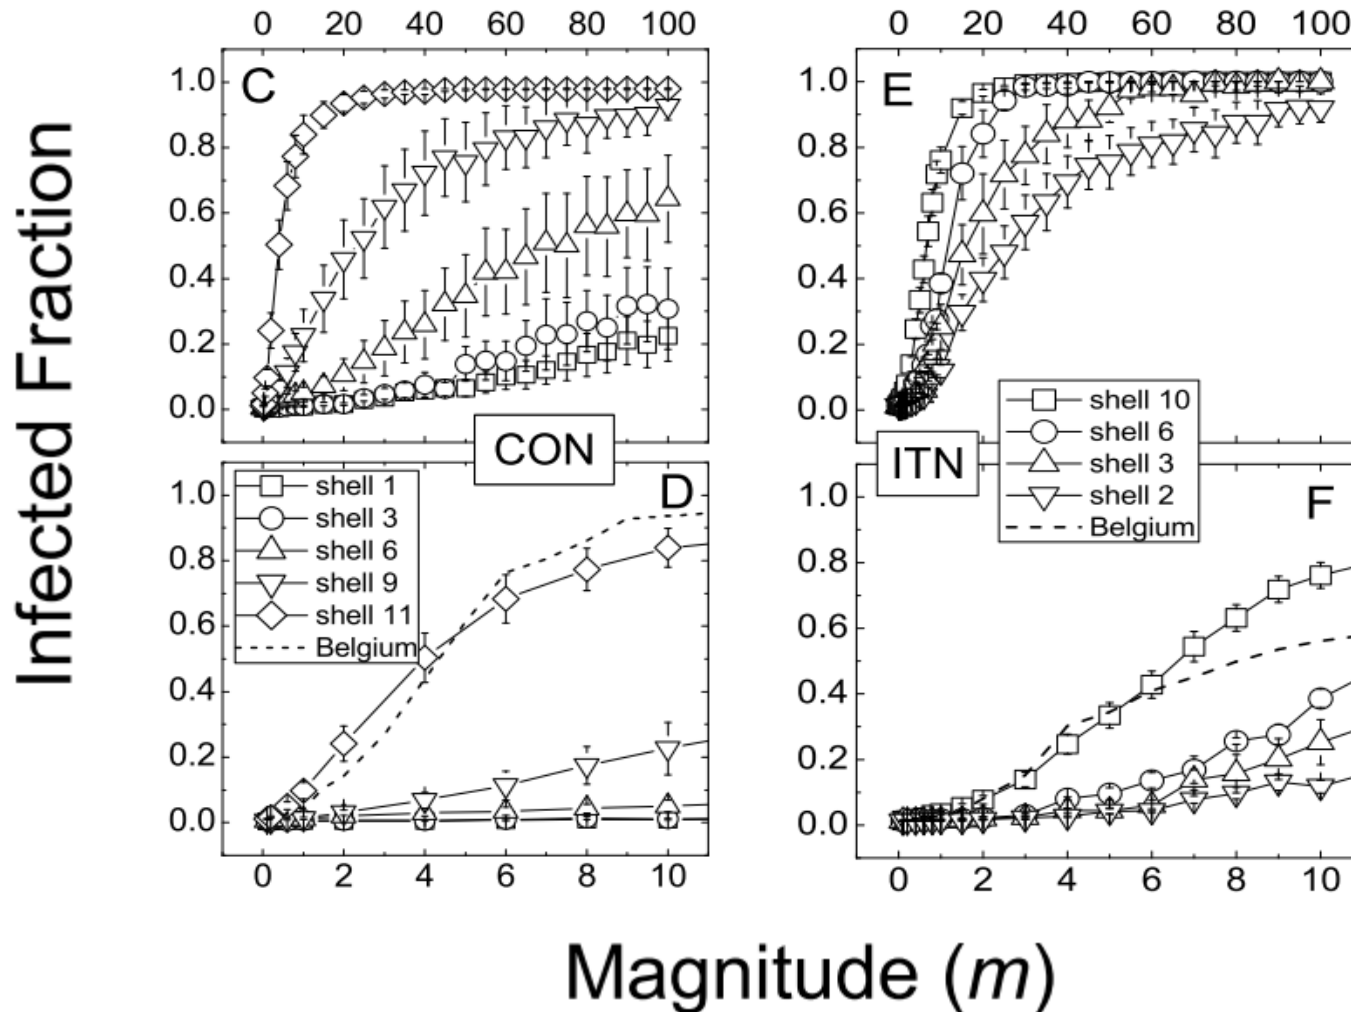 0 20 40 60 80 100
0 20 40 60 80 100
Infected Fraction
1.0
0.8
0.6
0.4
0.2
0.0
C
1.0
0.8
0.6
0.4
0.2
0.0
E
CON
ITN
shell 10
shell 6
shell 3
shell 2
Belgium
1.0
0.8
0.6
0.4
0.2
0.0
D
shell 1
shell 3
shell 6
shell 9
shell 11
Belgium
1.0
0.8
0.6
0.4
0.2
0.0
F
0 2 4 6 8 10
0 2 4 6 8 10
Magnitude (m)